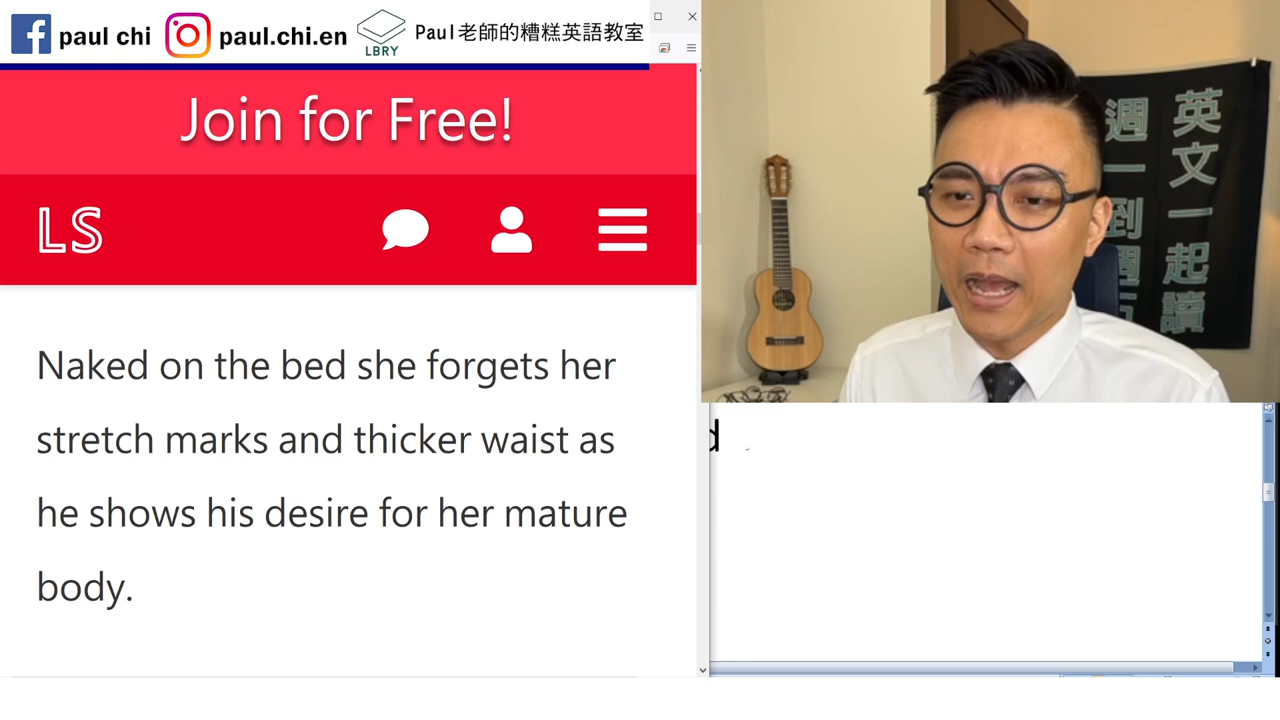 paul chi
paul.chi.en
LBRY
Paul老師的糟糕英語教室
Join for Free!
LS
Naked on the bed she forgets her
stretch marks and thicker waist as
he shows his desire for her mature
body.
d
英文一起讀
週一到週